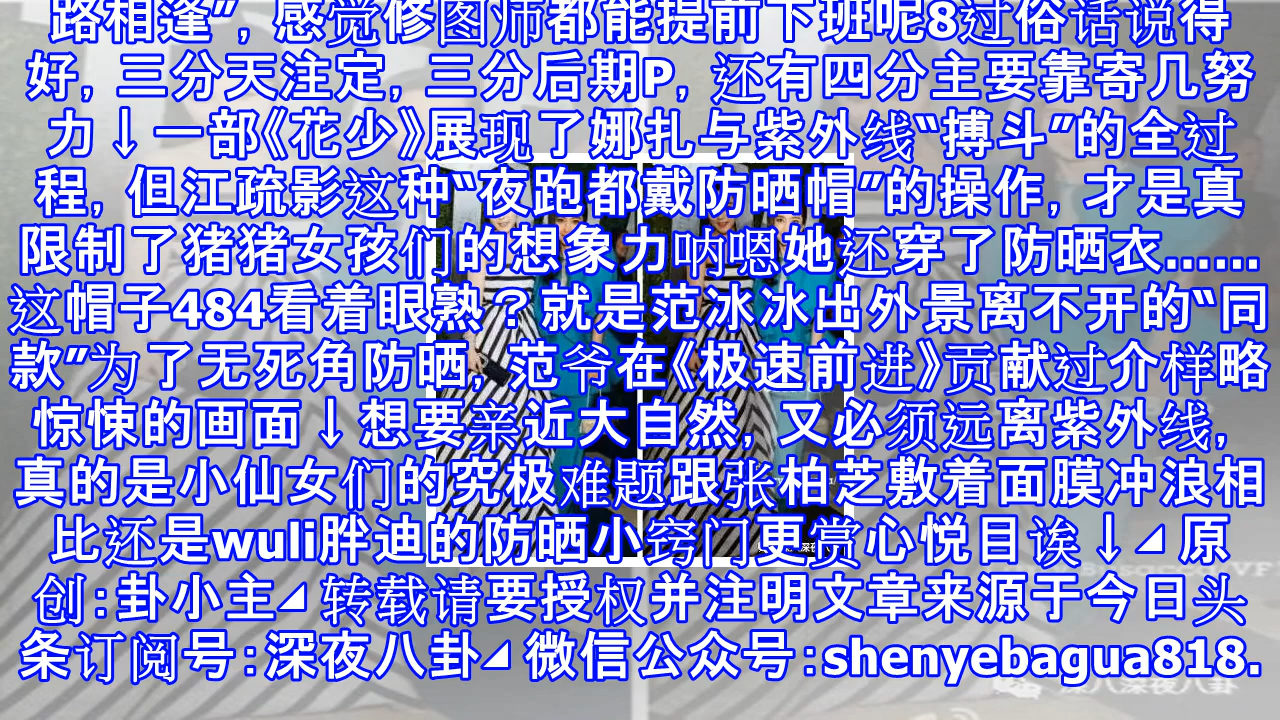 路相逢”, 感觉修图师都能提前下班呢8过俗话说得
好, 三分天注定, 三分后期P, 还有四分主要靠寄几努
力↓一部《花少》展现了娜扎与紫外线“搏斗”的全过
程, 但江疏影这种“夜跑都戴防晒帽”的操作, 才是真
限制了猪猪女孩们的想象力呐嗯她还穿了防晒衣……
这帽子484看着眼熟？就是范冰冰出外景离不开的“同
款”为了无死角防晒, 范爷在《极速前进》贡献过介样略
惊悚的画面↓想要亲近大自然, 又必须远离紫外线,
真的是小仙女们的究极难题跟张柏芝敷着面膜冲浪相
比还是wuli胖迪的防晒小窍门更赏心悦目诶↓◢原
创:卦小主◢转载请要授权并注明文章来源于今日头
条订阅号:深夜八卦◢微信公众号:shenyebagua818.